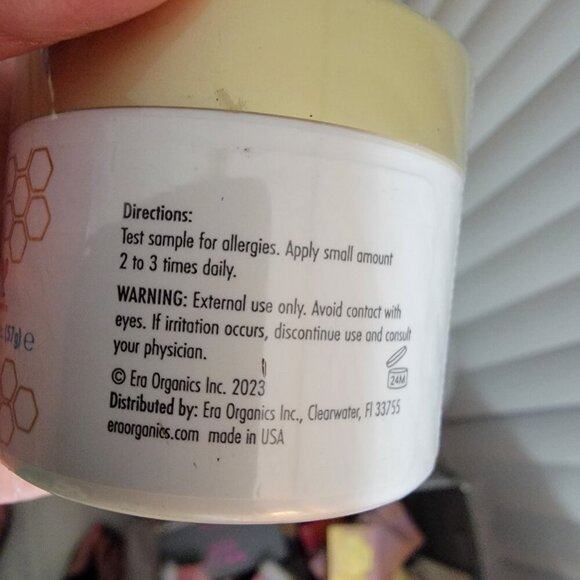 Directions:
Test sample for allergies. Apply small amount
2 to 3 times daily.
WARNING: External use only. Avoid contact with
eyes. If irritation occurs, discontinue use and consult
your physician.
© Era Organics Inc. 2023
Distributed by: Era Organics Inc., Clearwater, Fl 33755
eraorganics.com made in USA
24M
(57g) e